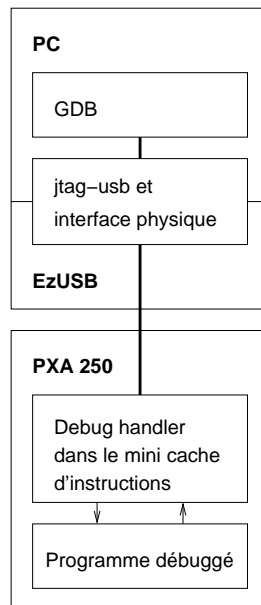 PC
GDB
jtag−usb et
interface physique
EzUSB
PXA 250
Debug handler
dans le mini cache
d'instructions
Programme débuggé